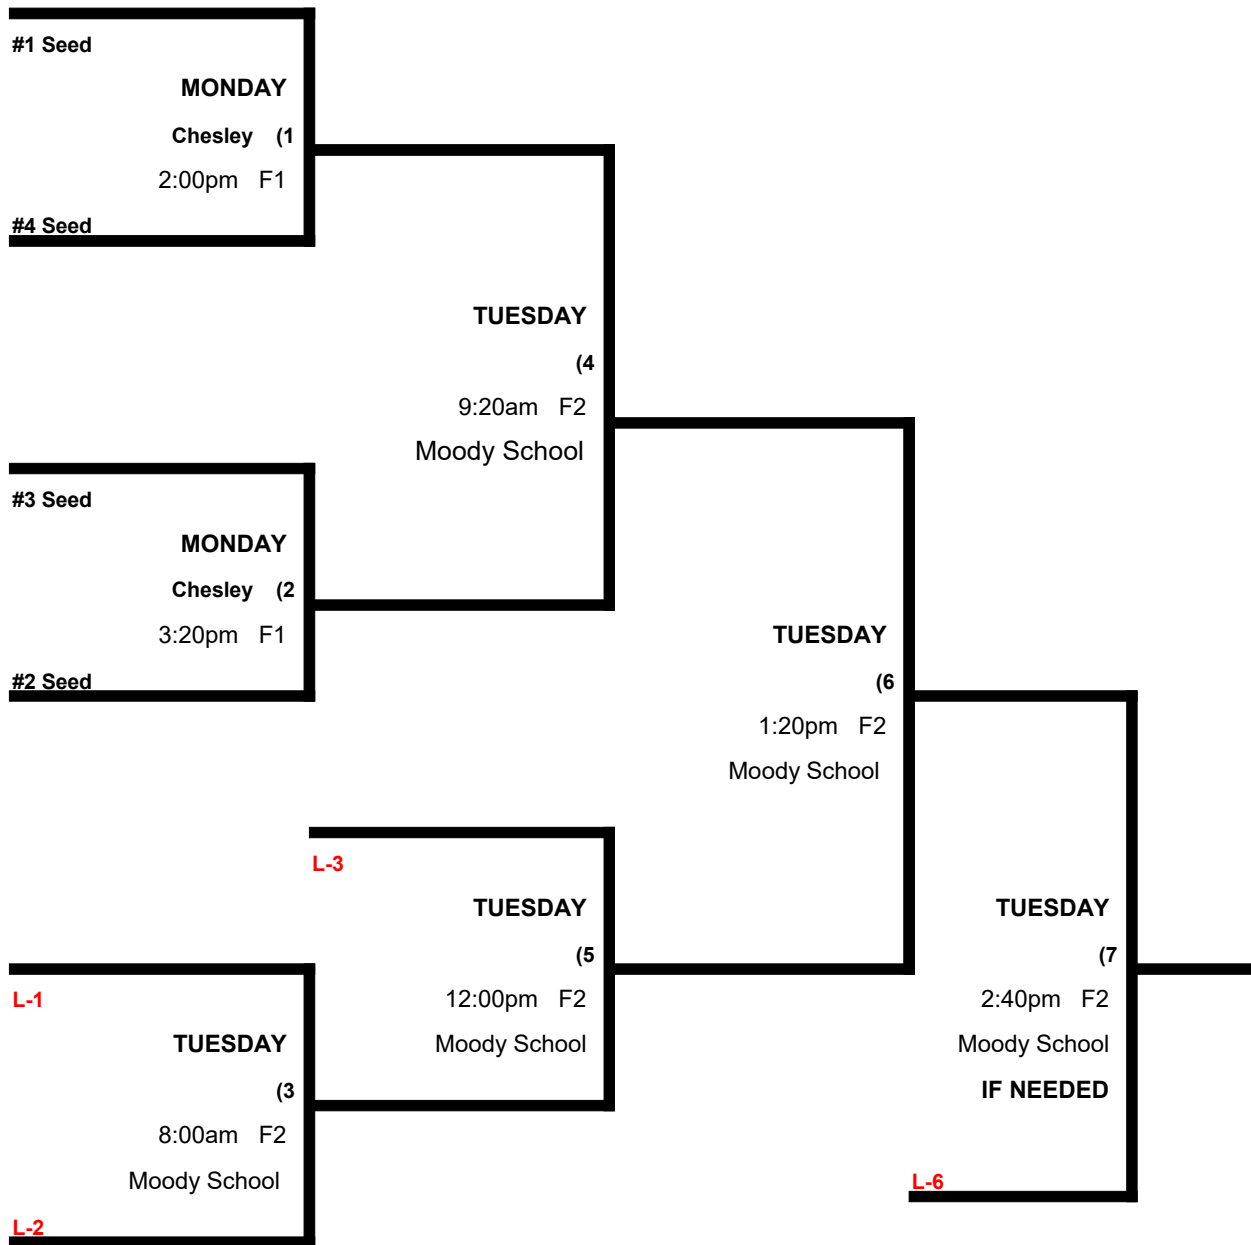 #1 Seed
MONDAY
Chesley (1
2:00pm F1
#4 Seed
TUESDAY
(4
9:20am F2
Moody School
#3 Seed
MONDAY
Chesley (2
3:20pm F1
#2 Seed
TUESDAY
(6
1:20pm F2
Moody School
L-3
TUESDAY
(5
12:00pm F2
Moody School
TUESDAY
(7
2:40pm F2
Moody School
IF NEEDED
L-6
L-1
TUESDAY
(3
8:00am F2
Moody School
L-2